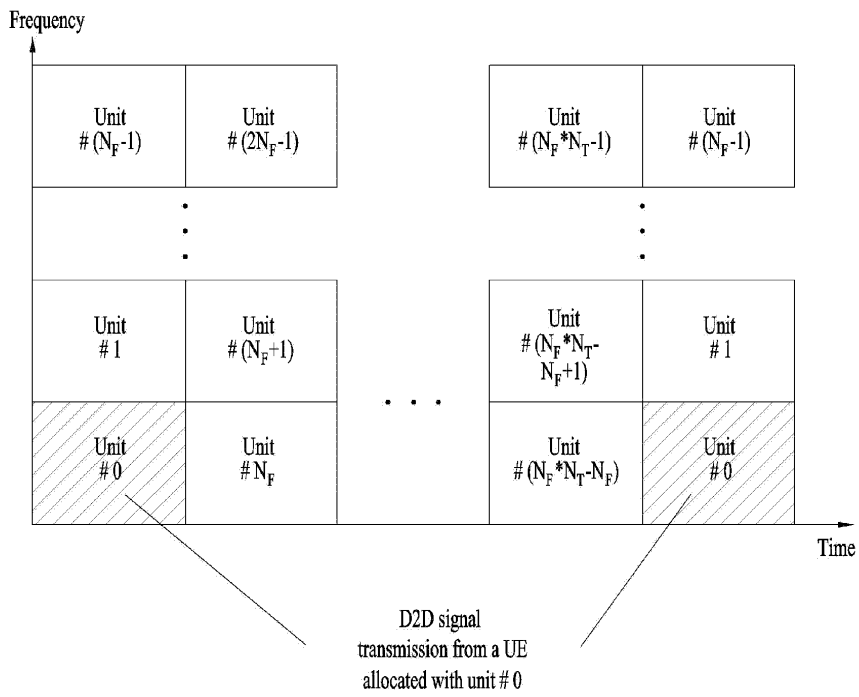 Frequency
Unit
# (N_F-1)
Unit
# (2N_F-1)
Unit
# (N_F*N_T-1)
Unit
# (N_F-1)
Unit
# 1
Unit
# (N_F+1)
Unit
# (N_F*N_T-
N_F+1)
Unit
# 1
Unit
# 0
Unit
# N_F
Unit
# (N_F*N_T-N_F)
Unit
# 0
Time
D2D signal
transmission from a UE
allocated with unit # 0